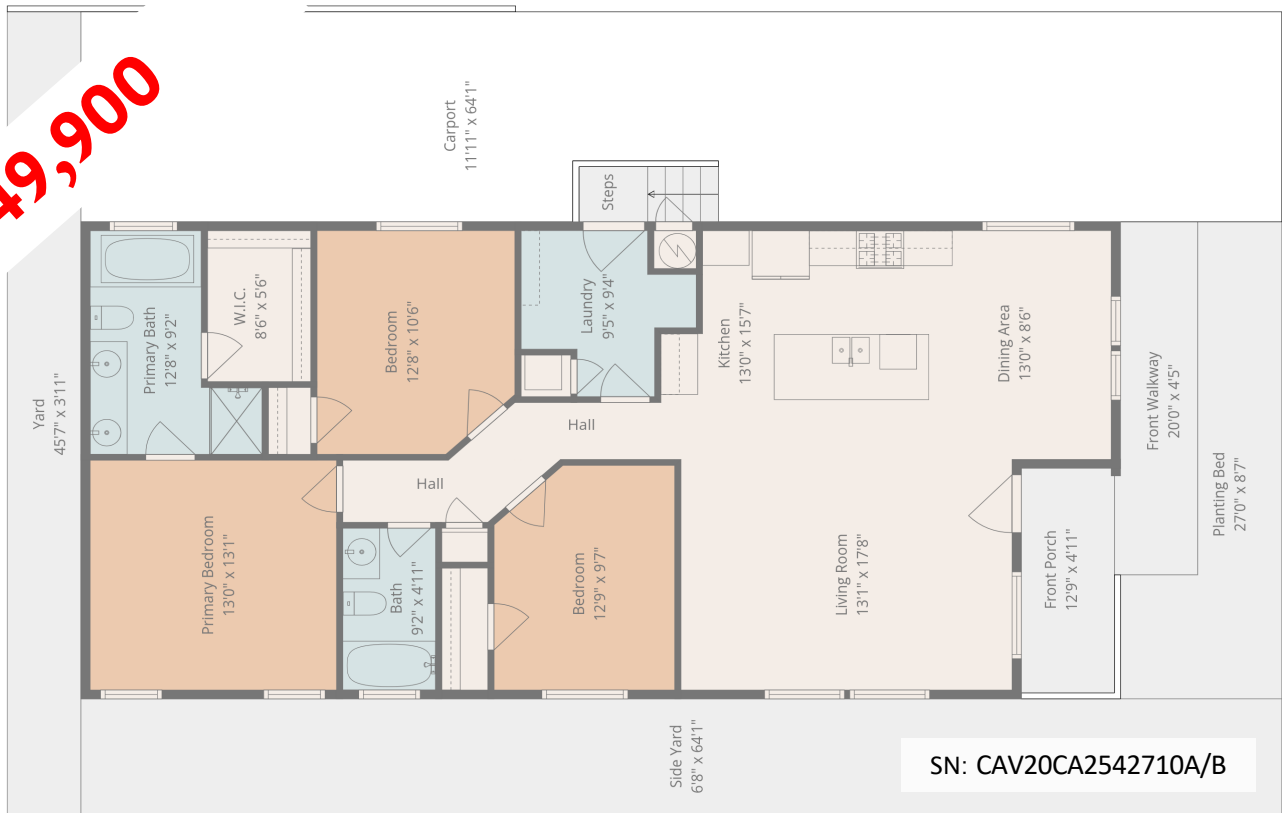 49,900
Carport
11'11" x 64'1"
Steps
Yard
45'7" x 3'11"
Primary Bath
12'8" x 9'2"
W.I.C.
8'6" x 5'6"
Bedroom
12'8" x 10'6"
Laundry
9'5" x 9'4"
Kitchen
13'0" x 15'7"
Dining Area
13'0" x 8'6"
Front Walkway
20'0" x 4'5"
Planting Bed
27'0" x 8'7"
Hall
Hall
Primary Bedroom
13'0" x 13'1"
Bath
9'2" x 4'11"
Bedroom
12'9" x 9'7"
Living Room
13'1" x 17'8"
Front Porch
12'9" x 4'11"
Side Yard
6'8" x 64'1"
SN: CAV20CA2542710A/B